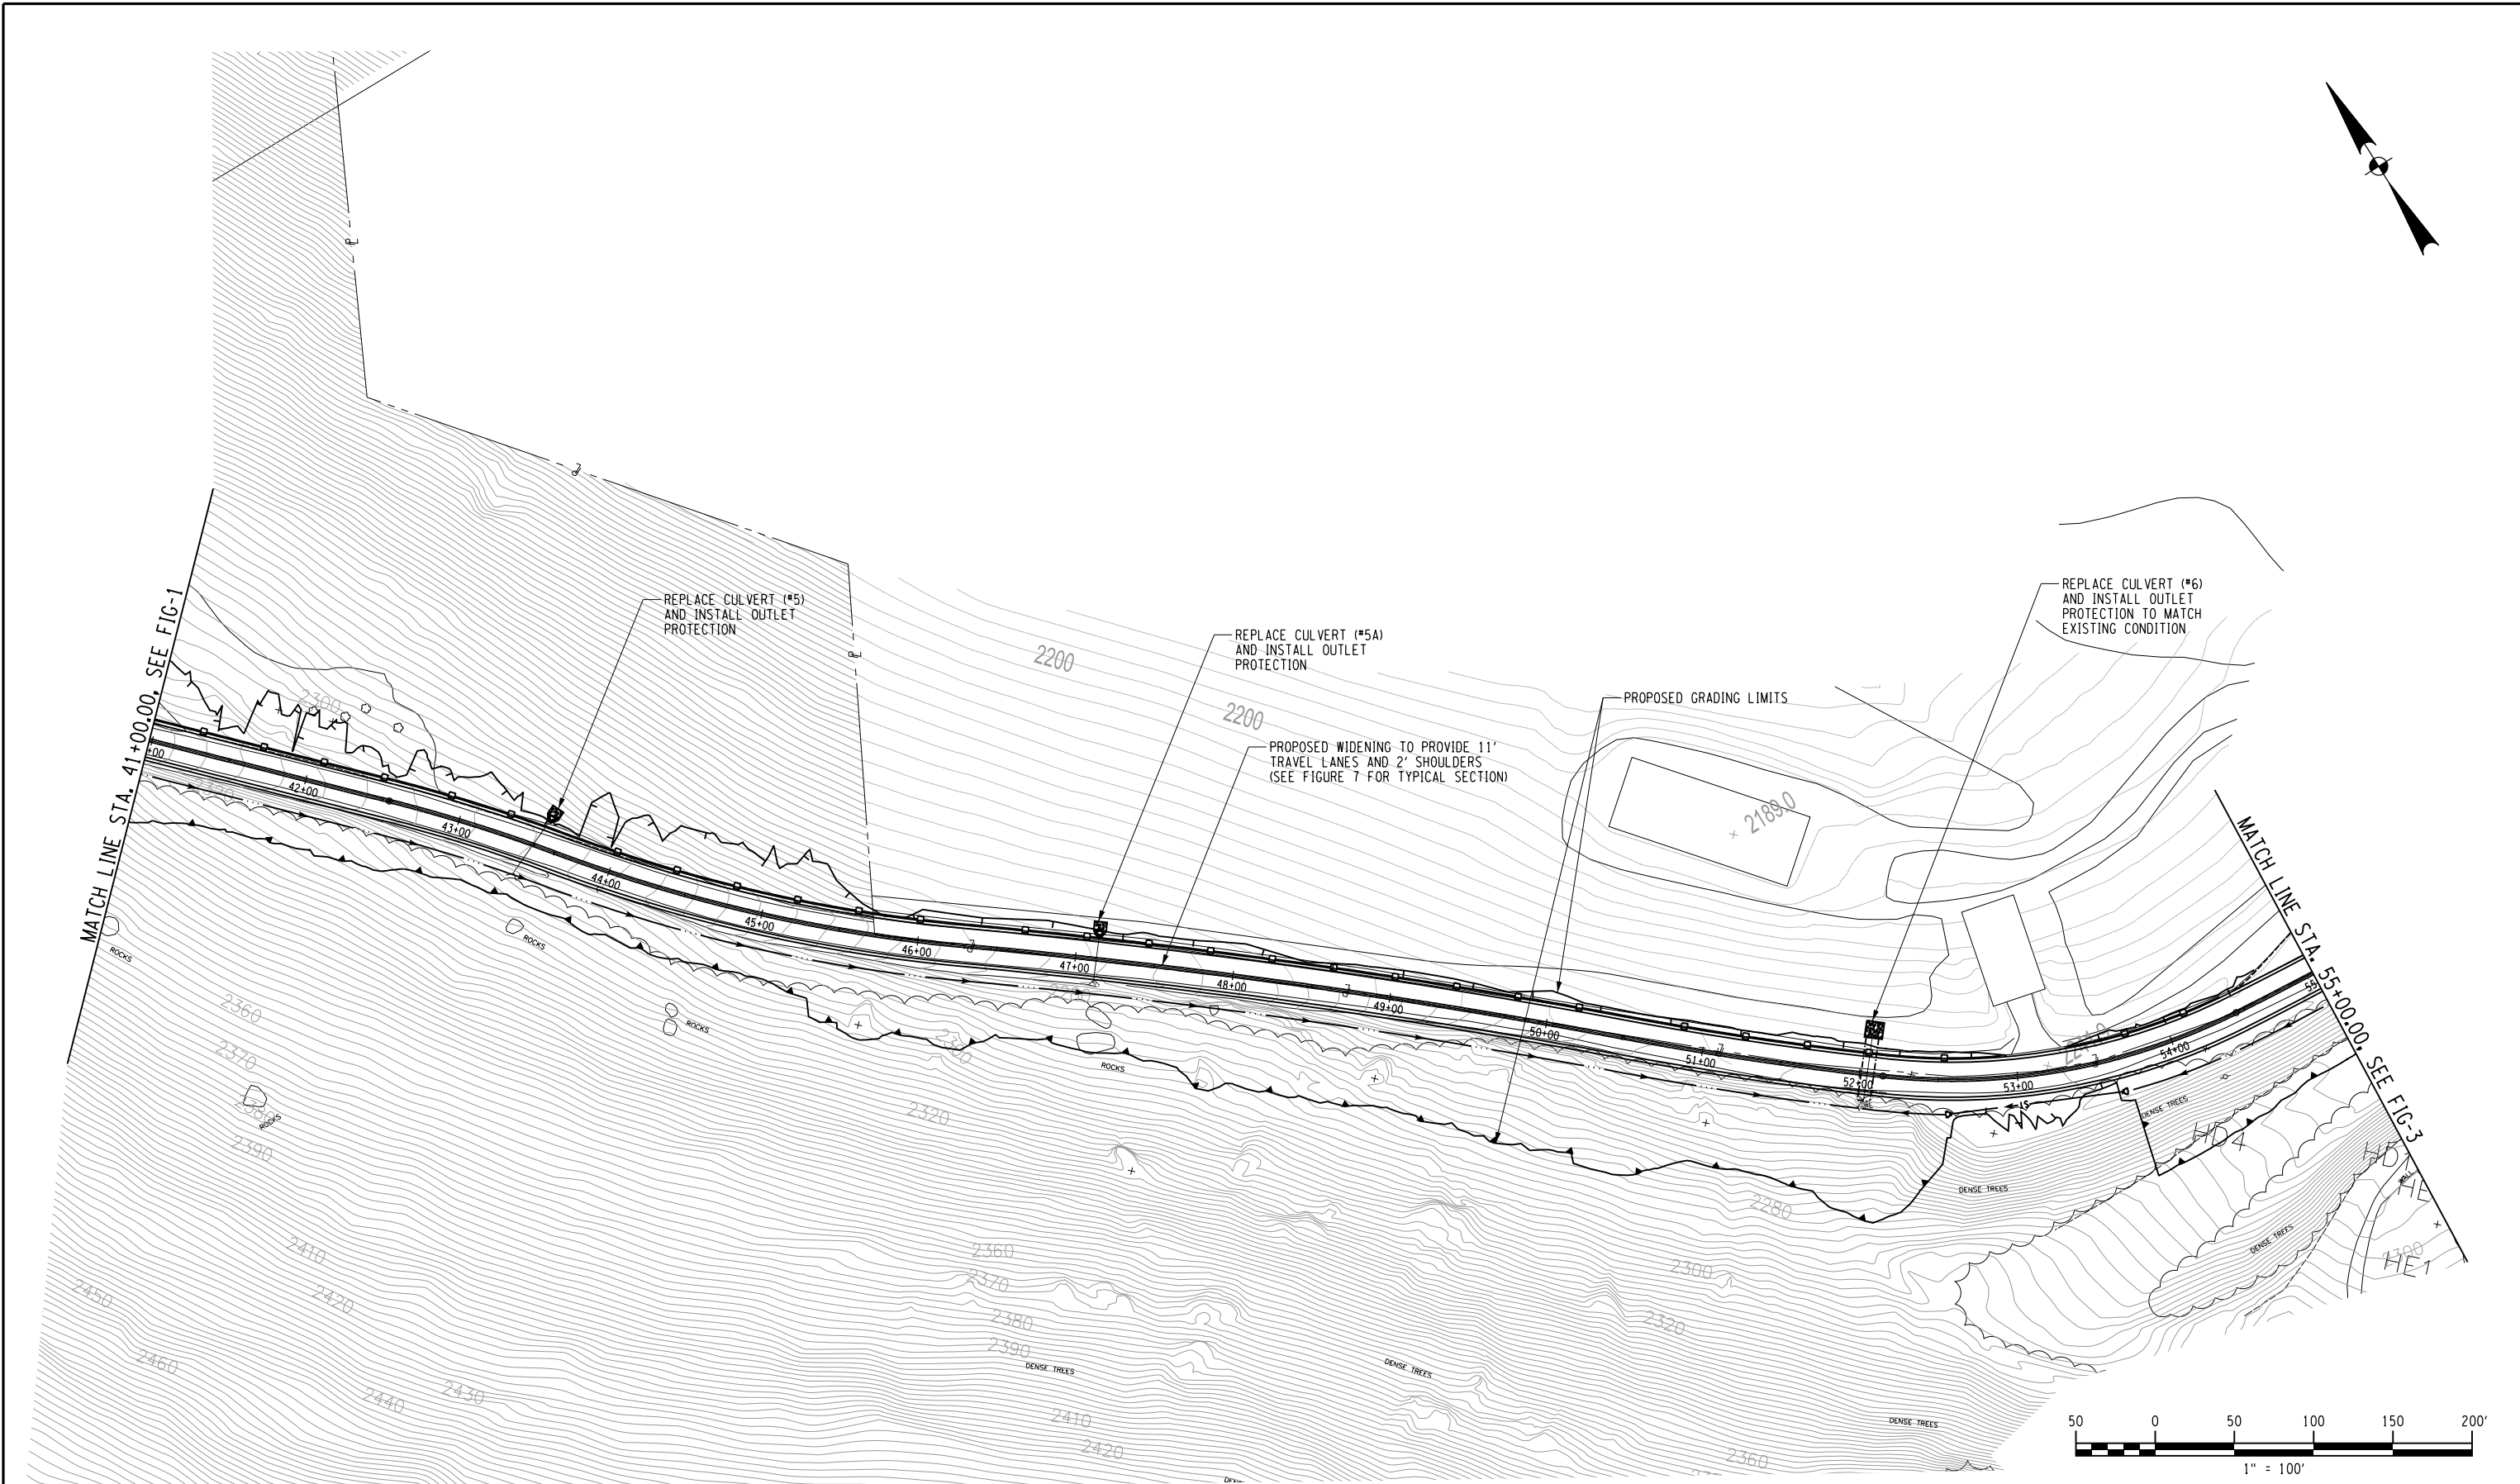 REPLACE CULVERT (#5)
AND INSTALL OUTLET
PROTECTION
REPLACE CULVERT (#5A)
AND INSTALL OUTLET
PROTECTION
REPLACE CULVERT (#6)
AND INSTALL OUTLET
PROTECTION TO MATCH
EXISTING CONDITION
PROPOSED GRADING LIMITS
PROPOSED WIDENING TO PROVIDE 11'
TRAVEL LANES AND 2' SHOULDERS
(SEE FIGURE 7 FOR TYPICAL SECTION)
MATCH LINE STA. 41+00.00, SEE FIG-1
MATCH LINE STA. 55+00.00, SEE FIG-3
2200
2200
2189.0
2300
42+00
43+00
44+00
45+00
46+00
47+00
48+00
49+00
50+00
51+00
52+00
53+00
54+00
ROCKS
ROCKS
ROCKS
ROCKS
ROCKS
2300
2320
2360
2370
2380
2390
2410
2420
2450
2460
2440
2430
2360
2370
2380
2390
DENSE TREES
DENSE TREES
2410
2420
2280
2300
2320
DENSE TREES
2360
DENSE TREES
DENSE TREES
HD4
DENSE TREES
HE1
2300
50 0 50 100 150 200'
1" = 100'